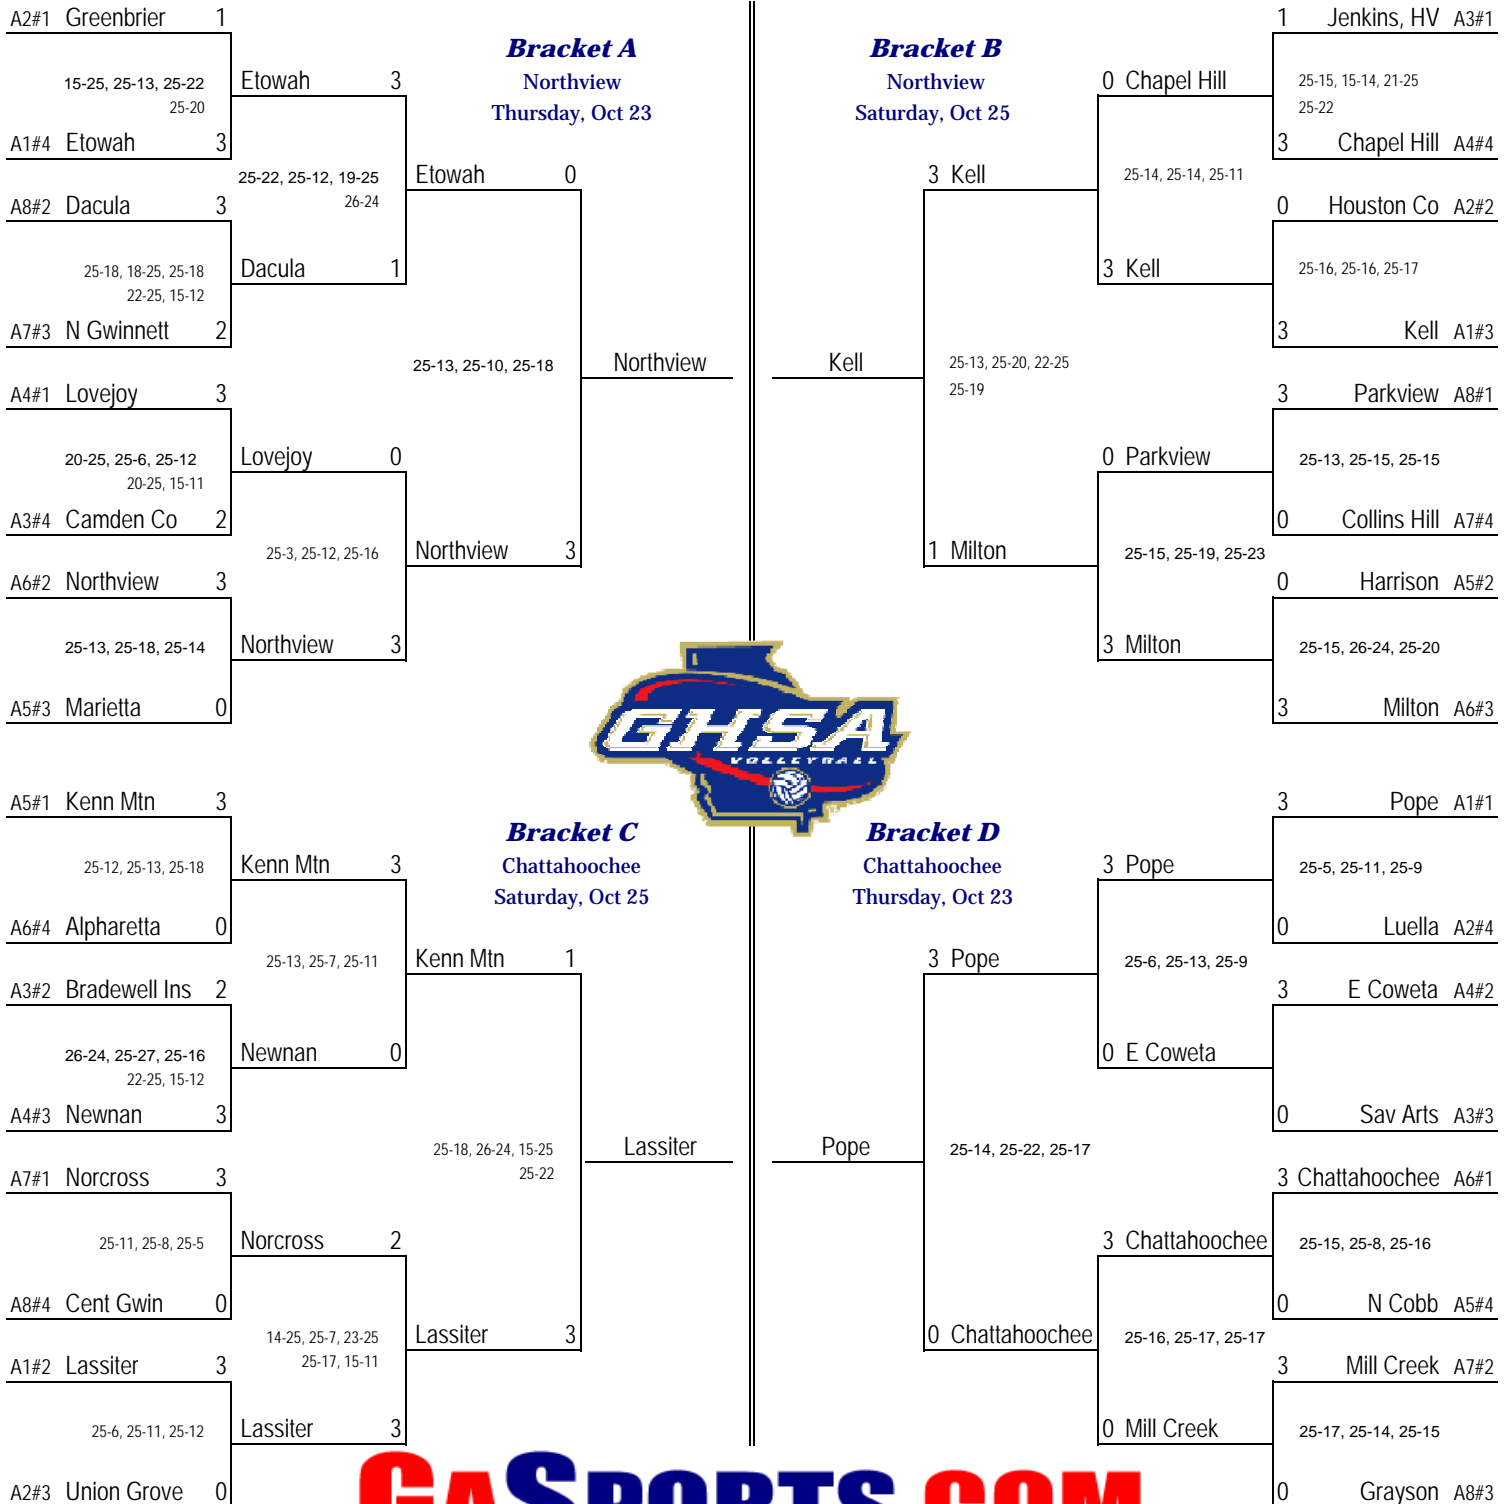 Bracket A
Northview
Thursday, Oct 23
A2#1 Greenbrier 1
15-25, 25-13, 25-22
25-20
A1#4 Etowah 3
Etowah 3
A8#2 Dacula 3
25-18, 18-25, 25-18
22-25, 15-12
A7#3 N Gwinnett 2
Dacula 1
25-22, 25-12, 19-25
26-24
Etowah 0
A4#1 Lovejoy 3
20-25, 25-6, 25-12
20-25, 15-11
A3#4 Camden Co 2
Lovejoy 0
A6#2 Northview 3
25-13, 25-18, 25-14
A5#3 Marietta 0
Northview 3
25-3, 25-12, 25-16
Northview 3
25-13, 25-10, 25-18
Northview
Bracket B
Northview
Saturday, Oct 25
1 Jenkins, HV A3#1
25-15, 15-14, 21-25
25-22
3 Chapel Hill A4#4
0 Chapel Hill
0 Houston Co A2#2
25-16, 25-16, 25-17
3 Kell A1#3
3 Kell
25-14, 25-14, 25-11
3 Kell
3 Parkview A8#1
25-13, 25-15, 25-15
0 Collins Hill A7#4
0 Parkview
0 Harrison A5#2
25-15, 26-24, 25-20
3 Milton A6#3
3 Milton
25-15, 25-19, 25-23
1 Milton
25-13, 25-20, 22-25
25-19
Kell
GHSA
VOLLEYBALL
Bracket C
Chattahoochee
Saturday, Oct 25
A5#1 Kenn Mtn 3
25-12, 25-13, 25-18
A6#4 Alpharetta 0
Kenn Mtn 3
A3#2 Bradewell Ins 2
26-24, 25-27, 25-16
22-25, 15-12
A4#3 Newnan 3
Newnan 0
25-13, 25-7, 25-11
Kenn Mtn 1
A7#1 Norcross 3
25-11, 25-8, 25-5
A8#4 Cent Gwin 0
Norcross 2
A1#2 Lassiter 3
25-6, 25-11, 25-12
A2#3 Union Grove 0
Lassiter 3
14-25, 25-7, 23-25
25-17, 15-11
Lassiter 3
25-18, 26-24, 15-25
25-22
Lassiter
Bracket D
Chattahoochee
Thursday, Oct 23
3 Pope A1#1
25-5, 25-11, 25-9
0 Luella A2#4
3 Pope
3 E Coweta A4#2
0 Sav Arts A3#3
0 E Coweta
25-6, 25-13, 25-9
3 Pope
3 Chattahoochee A6#1
25-15, 25-8, 25-16
0 N Cobb A5#4
3 Chattahoochee
3 Mill Creek A7#2
25-17, 25-14, 25-15
0 Grayson A8#3
0 Mill Creek
25-16, 25-17, 25-17
0 Chattahoochee
25-14, 25-22, 25-17
Pope
GASPORTS.COM